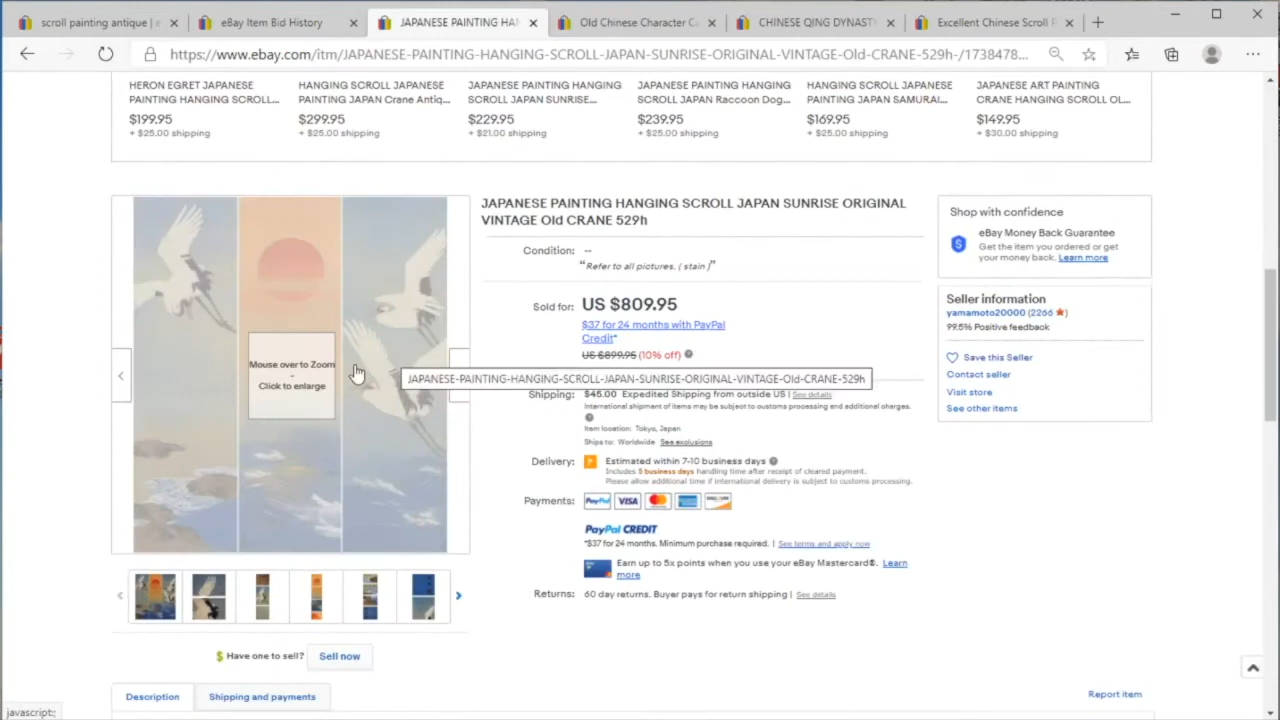 scroll painting antique | e
eBay Item Bid History
JAPANESE PAINTING HAN
Old Chinese Character Ca
CHINESE QING DYNASTY
Excellent Chinese Scroll P
https://www.ebay.com/itm/JAPANESE-PAINTING-HANGING-SCROLL-JAPAN-SUNRISE-ORIGINAL-VINTAGE-Old-CRANE-529h-/1738478...
HERON EGRET JAPANESE PAINTING HANGING SCROLL...
$199.95
+ $25.00 shipping
HANGING SCROLL JAPANESE PAINTING JAPAN Crane Antiq...
$299.95
+ $25.00 shipping
JAPANESE PAINTING HANGING SCROLL JAPAN SUNRISE...
$229.95
+ $21.00 shipping
JAPANESE PAINTING HANGING SCROLL JAPAN Raccoon Dog...
$239.95
+ $25.00 shipping
HANGING SCROLL JAPANESE PAINTING JAPAN SAMURAI...
$169.95
+ $25.00 shipping
JAPANESE ART PAINTING CRANE HANGING SCROLL OL...
$149.95
+ $30.00 shipping
Mouse over to Zoom
-
Click to enlarge
JAPANESE PAINTING HANGING SCROLL JAPAN SUNRISE ORIGINAL
VINTAGE Old CRANE 529h
Condition: --
"Refer to all pictures. ( stain )"
Sold for: US $809.95
$37 for 24 months with PayPal
Credit*
US $899.95 (10% off)
JAPANESE-PAINTING-HANGING-SCROLL-JAPAN-SUNRISE-ORIGINAL-VINTAGE-Old-CRANE-529h
Shipping: $45.00 Expedited Shipping from outside US | See details
International shipment of items may be subject to customs processing and additional charges.
Item location: Tokyo, Japan
Ships to: Worldwide See exclusions
Delivery: Estimated within 7-10 business days
Includes 5 business days handling time after receipt of cleared payment.
Please allow additional time if international delivery is subject to customs processing.
Payments: PayPal VISA
PayPal CREDIT
*$37 for 24 months. Minimum purchase required. | See terms and apply now
Earn up to 5x points when you use your eBay Mastercard®. Learn
more
Returns: 60 day returns. Buyer pays for return shipping | See details
Shop with confidence
eBay Money Back Guarantee
Get the item you ordered or get
your money back. Learn more
Seller information
yamamoto20000 (2266 ★)
99.5% Positive feedback
Save this Seller
Contact seller
Visit store
See other items
Have one to sell? Sell now
Description
Shipping and payments
Report item
javascript:;